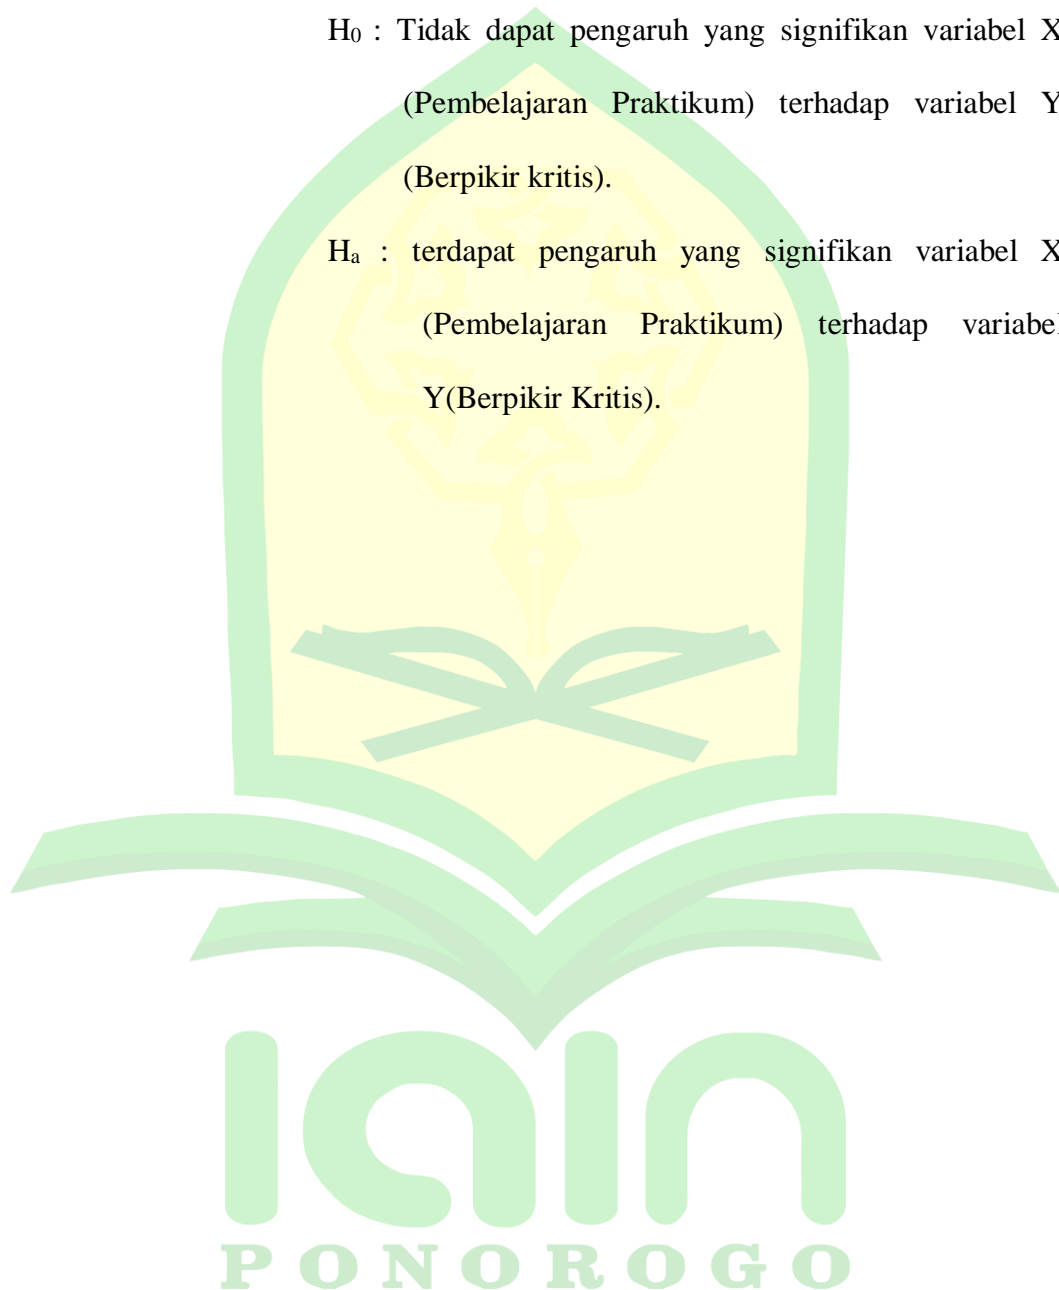 H₀ : Tidak dapat pengaruh yang signifikan variabel X
(Pembelajaran Praktikum) terhadap variabel Y
(Berpikir kritis).
Hₐ : terdapat pengaruh yang signifikan variabel X
(Pembelajaran Praktikum) terhadap variabel
Y(Berpikir Kritis).
iain
PONOROGO